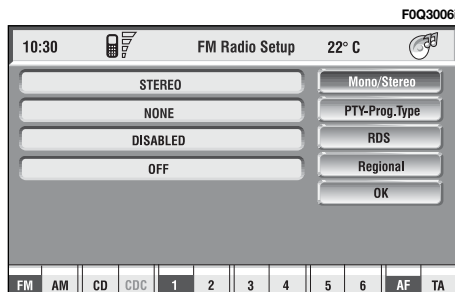 F0Q3006i
10:30 FM Radio Setup 22° C
STEREO Mono/Stereo
NONE PTY-Prog.Type
DISABLED RDS
OFF Regional
OK
FM AM CD CDC 1 2 3 4 5 6 AF TA